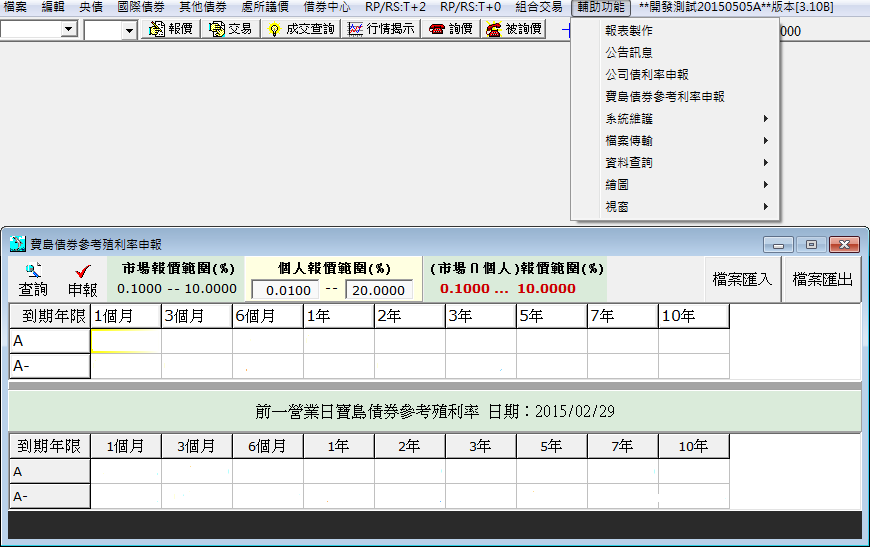 檔案 編輯 央債 國際債券 其他債券 處所議價 借券中心 RP/RS:T+2 RP/RS:T+0 組合交易 輔助功能 **開發測試20150505A**版本[3.10B]
報價 交易 成交查詢 行情揭示 詢價 被詢價 000
報表製作
公告訊息
公司債利率申報
寶島債券參考利率申報
系統維護
檔案傳輸
資料查詢
繪圖
視窗
寶島債券參考殖利率申報
查詢 申報 市場報價範圍(%) 個人報價範圍(%) (市場∩個人)報價範圍(%) 檔案匯入 檔案匯出
0.1000 -- 10.0000 0.0100 -- 20.0000 0.1000 ... 10.0000
到期年限 1個月 3個月 6個月 1年 2年 3年 5年 7年 10年
A
A-
前一營業日寶島債券參考殖利率 日期：2015/02/29
到期年限 1個月 3個月 6個月 1年 2年 3年 5年 7年 10年
A
A-